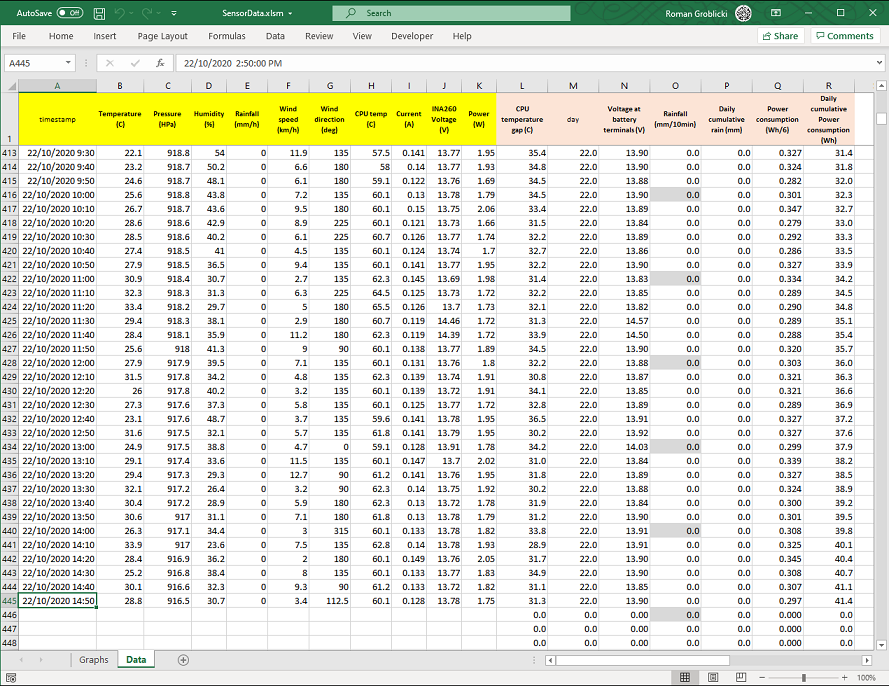 AutoSave Off SensorData.xlsm Search Roman Groblicki
File Home Insert Page Layout Formulas Data Review View Developer Help Share Comments
A445 fx 22/10/2020 2:50:00 PM
A B C D E F G H I J K L M N O P Q R
1 timestamp Temperature (C) Pressure (HPa) Humidity (%) Rainfall (mm/h) Wind speed (km/h) Wind direction (deg) CPU temp (C) Current (A) INA260 Voltage (V) Power (W) CPU temperature gap (C) day Voltage at battery terminals (V) Rainfall (mm/10min) Daily cumulative rain (mm) Power consumption (Wh/6) Daily cumulative Power consumption (Wh)
413 22/10/2020 9:30 22.1 918.8 54 0 11.9 135 57.5 0.141 13.77 1.95 35.4 22.0 13.90 0.0 0.0 0.327 31.4
414 22/10/2020 9:40 23.2 918.7 50.2 0 6.6 180 58 0.14 13.77 1.93 34.8 22.0 13.90 0.0 0.0 0.324 31.8
415 22/10/2020 9:50 24.6 918.7 48.1 0 6.1 180 59.1 0.122 13.76 1.69 34.5 22.0 13.88 0.0 0.0 0.282 32.0
416 22/10/2020 10:00 25.6 918.8 43.8 0 7.2 135 60.1 0.13 13.78 1.79 34.5 22.0 13.90 0.0 0.0 0.301 32.3
417 22/10/2020 10:10 26.7 918.7 43.6 0 9.5 180 60.1 0.15 13.75 2.06 33.4 22.0 13.89 0.0 0.0 0.347 32.7
418 22/10/2020 10:20 28.6 918.6 42.9 0 8.9 225 60.1 0.121 13.73 1.66 31.5 22.0 13.84 0.0 0.0 0.279 33.0
419 22/10/2020 10:30 28.5 918.6 40.2 0 6.1 225 60.7 0.126 13.77 1.74 32.2 22.0 13.89 0.0 0.0 0.292 33.3
420 22/10/2020 10:40 27.4 918.5 41 0 4.5 135 60.1 0.124 13.74 1.7 32.7 22.0 13.86 0.0 0.0 0.286 33.5
421 22/10/2020 10:50 27.9 918.5 36.5 0 9.4 135 60.1 0.141 13.77 1.95 32.2 22.0 13.90 0.0 0.0 0.327 33.9
422 22/10/2020 11:00 30.9 918.4 30.7 0 2.7 135 62.3 0.145 13.69 1.98 31.4 22.0 13.83 0.0 0.0 0.334 34.2
423 22/10/2020 11:10 32.3 918.3 31.3 0 6.3 225 64.5 0.125 13.73 1.72 32.2 22.0 13.85 0.0 0.0 0.289 34.5
424 22/10/2020 11:20 33.4 918.2 29.7 0 5 180 65.5 0.126 13.7 1.73 32.1 22.0 13.82 0.0 0.0 0.290 34.8
425 22/10/2020 11:30 29.4 918.3 38.1 0 2.9 180 60.7 0.119 14.46 1.72 31.3 22.0 14.57 0.0 0.0 0.289 35.1
426 22/10/2020 11:40 28.4 918.1 35.9 0 11.2 180 62.3 0.119 14.39 1.72 33.9 22.0 14.50 0.0 0.0 0.288 35.4
427 22/10/2020 11:50 25.6 918 41.3 0 9 90 60.1 0.138 13.77 1.89 34.5 22.0 13.90 0.0 0.0 0.320 35.7
428 22/10/2020 12:00 27.9 917.9 39.5 0 7.1 135 60.1 0.131 13.76 1.8 32.2 22.0 13.88 0.0 0.0 0.303 36.0
429 22/10/2020 12:10 31.5 917.8 34.2 0 4.8 135 62.3 0.139 13.74 1.91 30.8 22.0 13.87 0.0 0.0 0.321 36.3
430 22/10/2020 12:20 26 917.8 40.2 0 3.2 135 60.1 0.139 13.72 1.91 34.1 22.0 13.85 0.0 0.0 0.321 36.6
431 22/10/2020 12:30 27.3 917.6 37.3 0 5.8 135 60.1 0.125 13.77 1.72 32.8 22.0 13.89 0.0 0.0 0.289 36.9
432 22/10/2020 12:40 23.1 917.6 48.7 0 3.7 135 59.6 0.141 13.78 1.95 36.5 22.0 13.91 0.0 0.0 0.327 37.2
433 22/10/2020 12:50 31.6 917.5 32.1 0 5.7 135 61.8 0.141 13.79 1.95 30.2 22.0 13.92 0.0 0.0 0.327 37.6
434 22/10/2020 13:00 24.9 917.5 38.8 0 4.7 0 59.1 0.128 13.91 1.78 34.2 22.0 14.03 0.0 0.0 0.299 37.9
435 22/10/2020 13:10 29.1 917.4 33.6 0 11.5 135 60.1 0.147 13.7 2.02 31.0 22.0 13.84 0.0 0.0 0.339 38.2
436 22/10/2020 13:20 29.4 917.3 29.3 0 12.7 90 61.2 0.141 13.76 1.95 31.8 22.0 13.89 0.0 0.0 0.327 38.5
437 22/10/2020 13:30 32.1 917.2 26.4 0 3.2 90 62.3 0.14 13.75 1.92 30.2 22.0 13.88 0.0 0.0 0.324 38.9
438 22/10/2020 13:40 30.4 917.2 28.9 0 5.9 180 62.3 0.13 13.72 1.78 31.9 22.0 13.84 0.0 0.0 0.300 39.2
439 22/10/2020 13:50 30.6 917 31.1 0 7.1 180 61.8 0.13 13.78 1.79 31.2 22.0 13.90 0.0 0.0 0.301 39.5
440 22/10/2020 14:00 26.3 917.1 34.4 0 3 315 60.1 0.133 13.78 1.82 33.8 22.0 13.91 0.0 0.0 0.308 39.8
441 22/10/2020 14:10 33.9 917 23.6 0 7.5 135 62.8 0.14 13.78 1.93 28.9 22.0 13.91 0.0 0.0 0.325 40.1
442 22/10/2020 14:20 28.4 916.9 36.2 0 2 180 60.1 0.149 13.76 2.05 31.7 22.0 13.89 0.0 0.0 0.345 40.4
443 22/10/2020 14:30 25.2 916.8 38.4 0 8 135 60.1 0.133 13.77 1.83 34.9 22.0 13.90 0.0 0.0 0.308 40.7
444 22/10/2020 14:40 30.1 916.6 32.3 0 9.3 90 61.2 0.133 13.72 1.82 31.1 22.0 13.85 0.0 0.0 0.307 41.1
445 22/10/2020 14:50 28.8 916.5 30.7 0 3.4 112.5 60.1 0.128 13.78 1.75 31.3 22.0 13.90 0.0 0.0 0.297 41.4
446 0.0 0.0 0.00 0.0 0.0 0.000 0.0
447 0.0 0.0 0.00 0.0 0.0 0.000 0.0
448 0.0 0.0 0.00 0.0 0.0 0.000 0.0
Graphs Data
100%